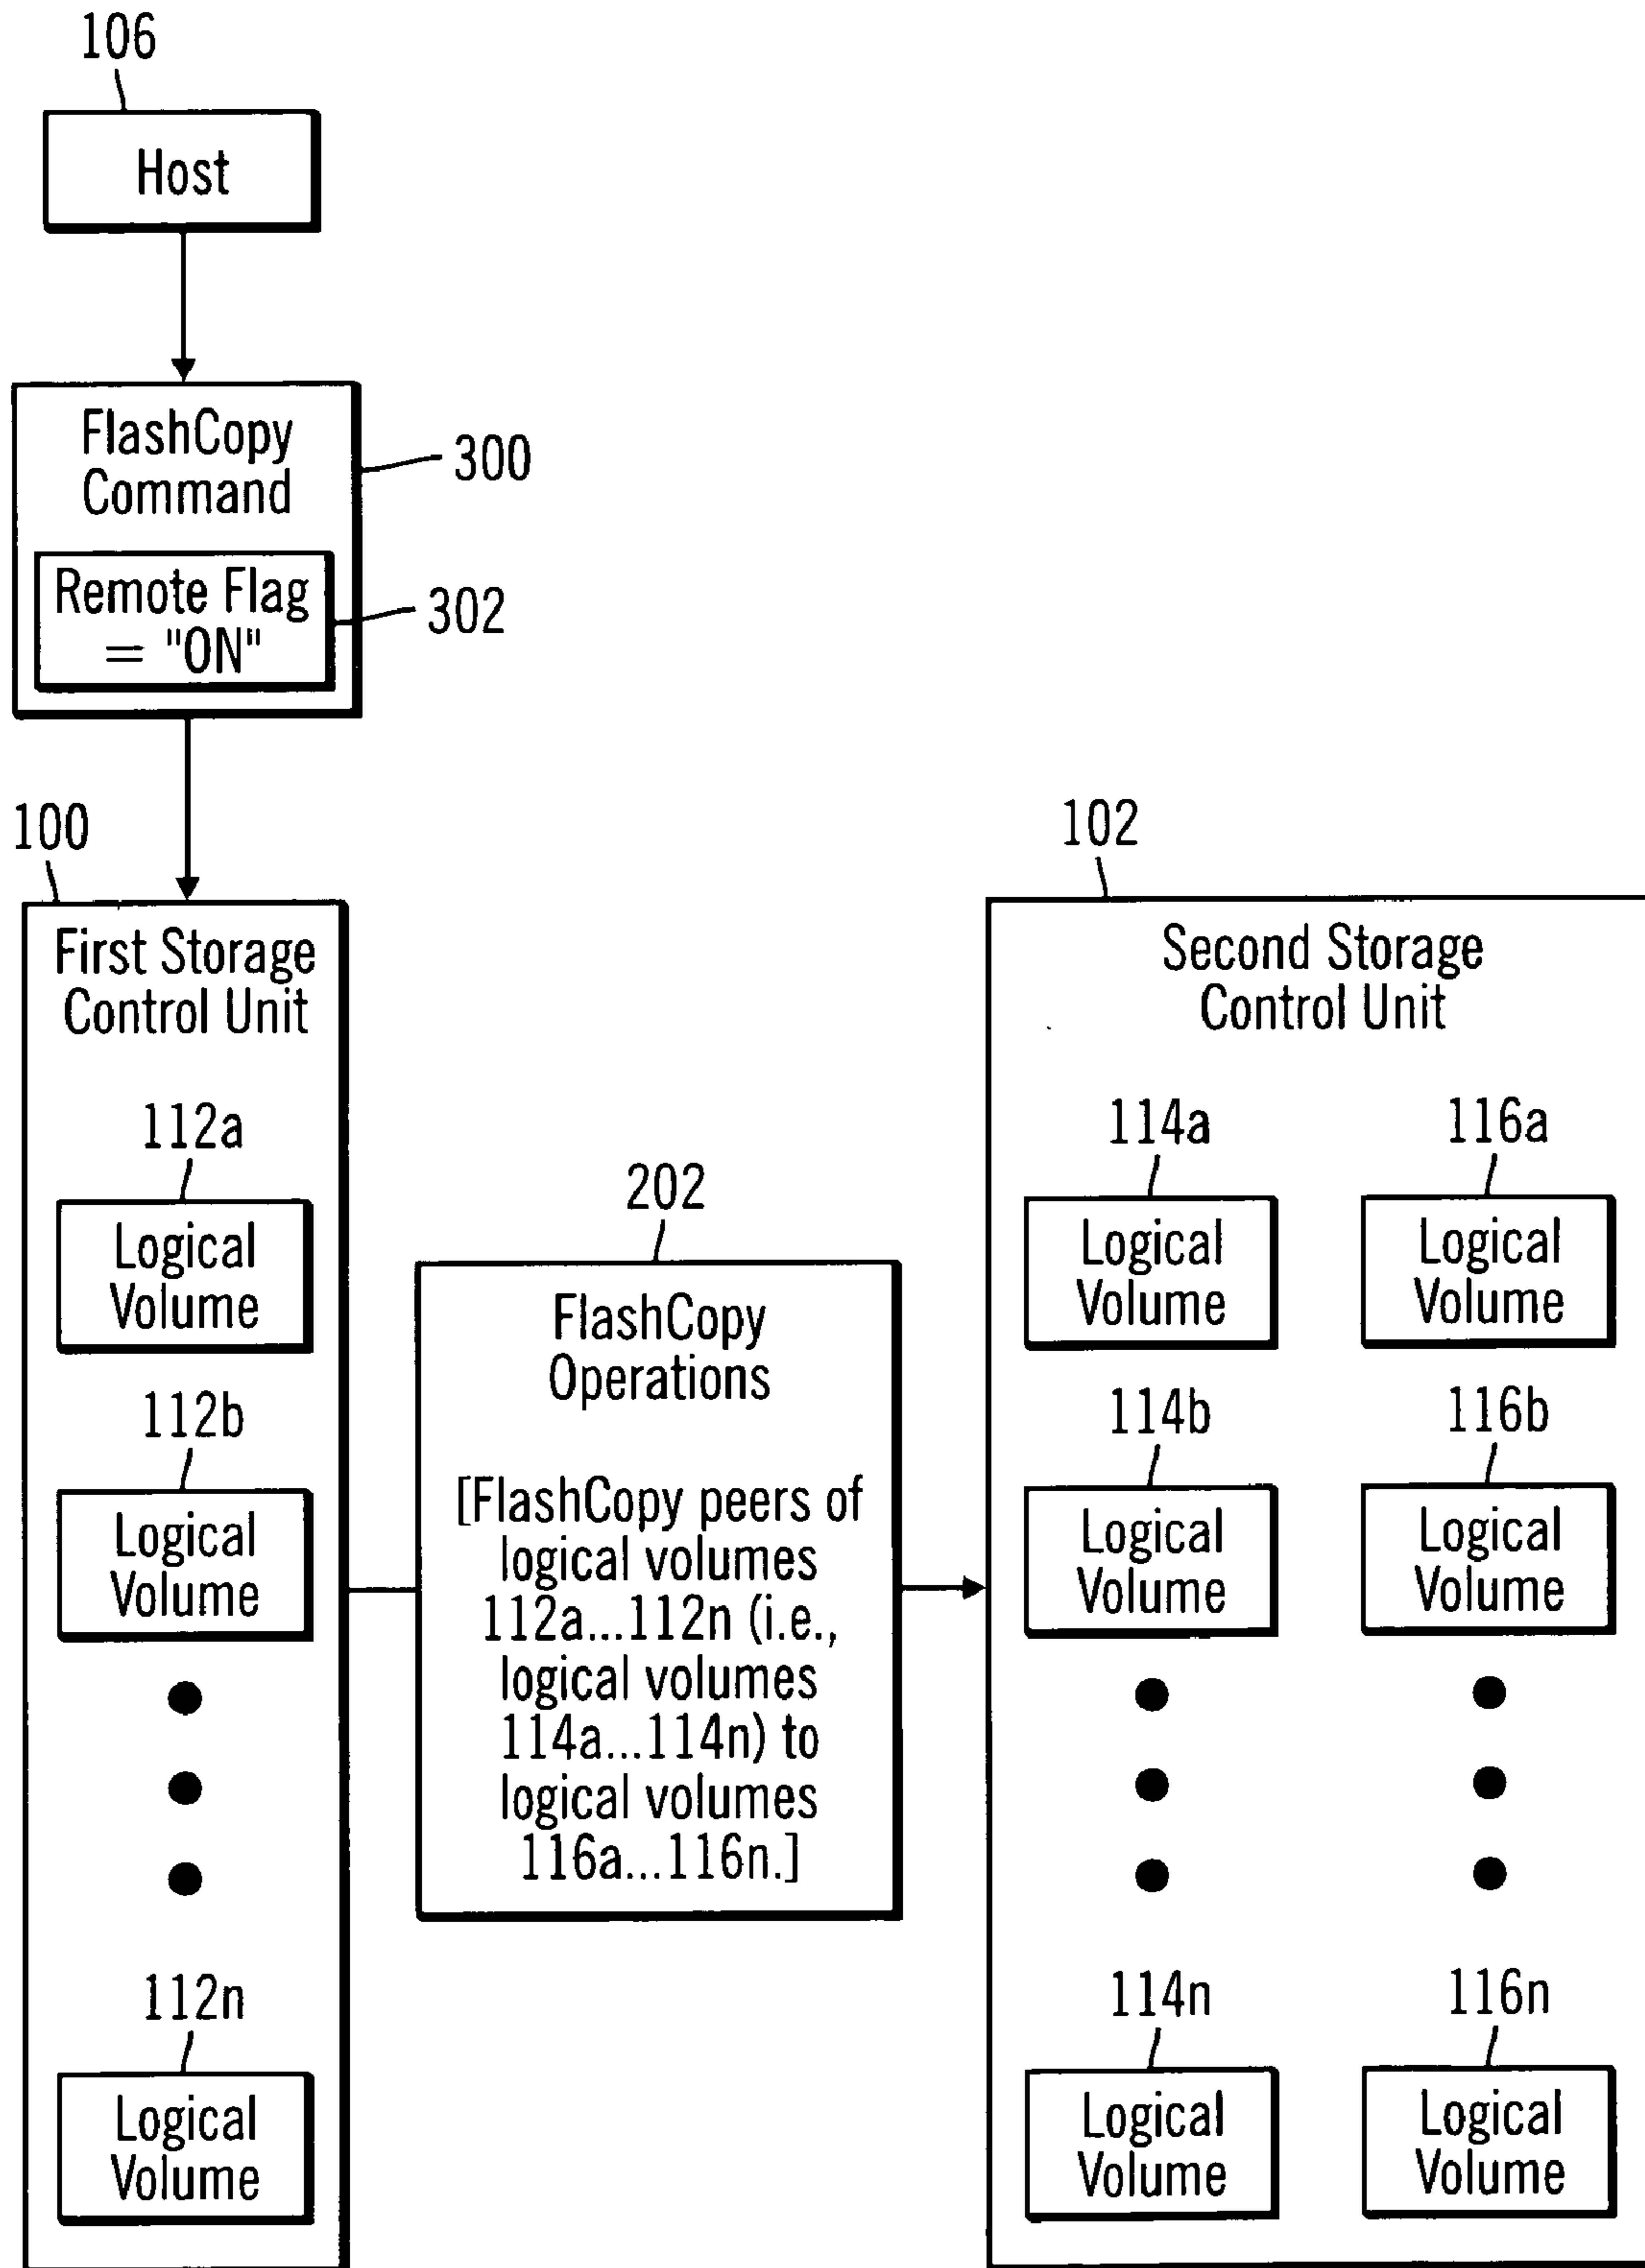 106
Host
FlashCopy
Command
300
Remote Flag
= "ON"
302
100
First Storage
Control Unit
112a
Logical
Volume
112b
Logical
Volume
112n
Logical
Volume
202
FlashCopy
Operations
[FlashCopy peers of
logical volumes
112a...112n (i.e.,
logical volumes
114a...114n) to
logical volumes
116a...116n.]
102
Second Storage
Control Unit
114a
Logical
Volume
116a
Logical
Volume
114b
Logical
Volume
116b
Logical
Volume
114n
Logical
Volume
116n
Logical
Volume